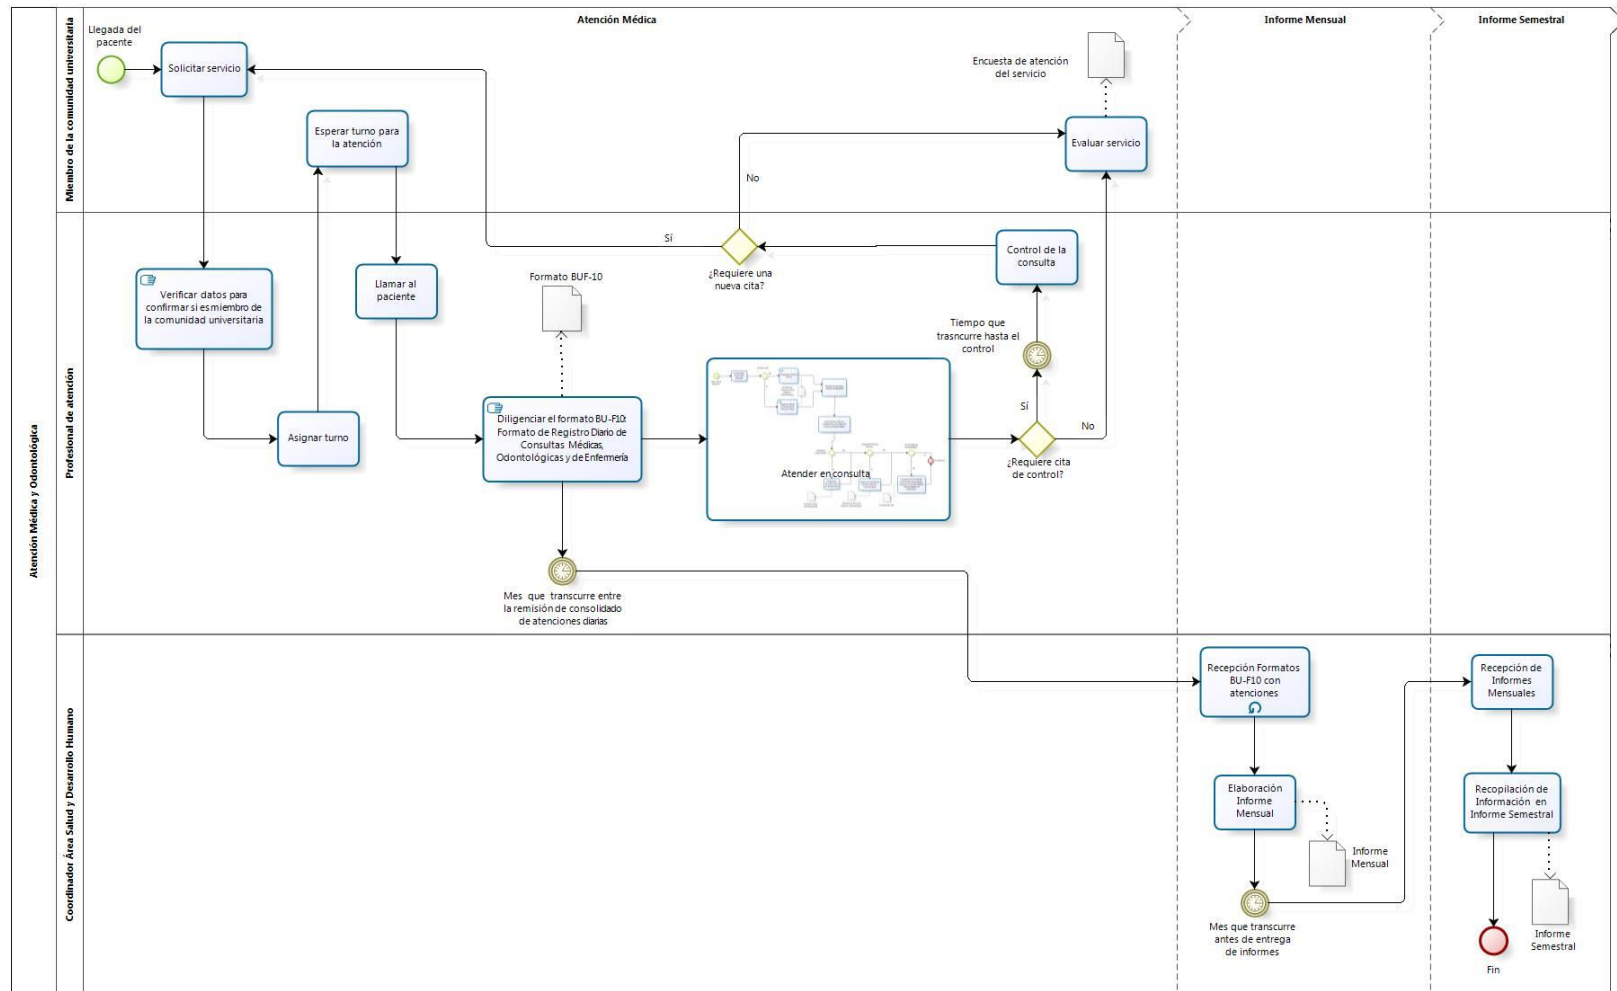 Atención Médica
Informe Mensual
Informe Semestral
Atención Médica y Odontológica
Miembro de la comunidad universitaria
Llegada del
pacente
Solicitar servicio
Esperar turno para
la atención
Encuesta de atención
del servicio
Evaluar servicio
No
Profesional de atención
Sí
¿Requiere una
nueva cita?
Control de la
consulta
Verificar datos para
confirmar si es miembro de
la comunidad universitaria
Llamar al
paciente
Formato BUF-10
Tiempo que
trasncurre hasta el
control
Asignar turno
Diligenciar el formato BU-F10:
Formato de Registro Diario de
Consultas Médicas,
Odontológicas y de Enfermería
Atender en consulta
Sí
No
¿Requiere cita
de control?
Mes que transcurre entre
la remisión de consolidado
de atenciones diarias
Coordinador Área Salud y Desarrollo Humano
Recepción Formatos
BU-F10 con
atenciones
Recepción de
Informes
Mensuales
Elaboración
Informe
Mensual
Recopilación de
Información en
Informe Semestral
Informe
Mensual
Mes que transcurre
antes de entrega
de informes
Informe
Semestral
Fin